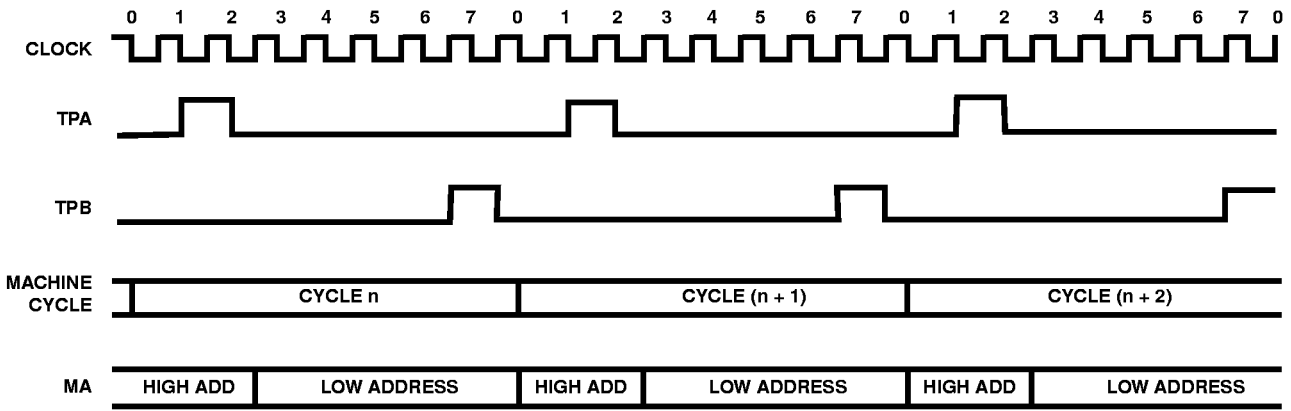 0 1 2 3 4 5 6 7 0 1 2 3 4 5 6 7 0 1 2 3 4 5 6 7 0
CLOCK
TPA
TPB
MACHINE
CYCLE
CYCLE n CYCLE (n + 1) CYCLE (n + 2)
MA HIGH ADD LOW ADDRESS HIGH ADD LOW ADDRESS HIGH ADD LOW ADDRESS